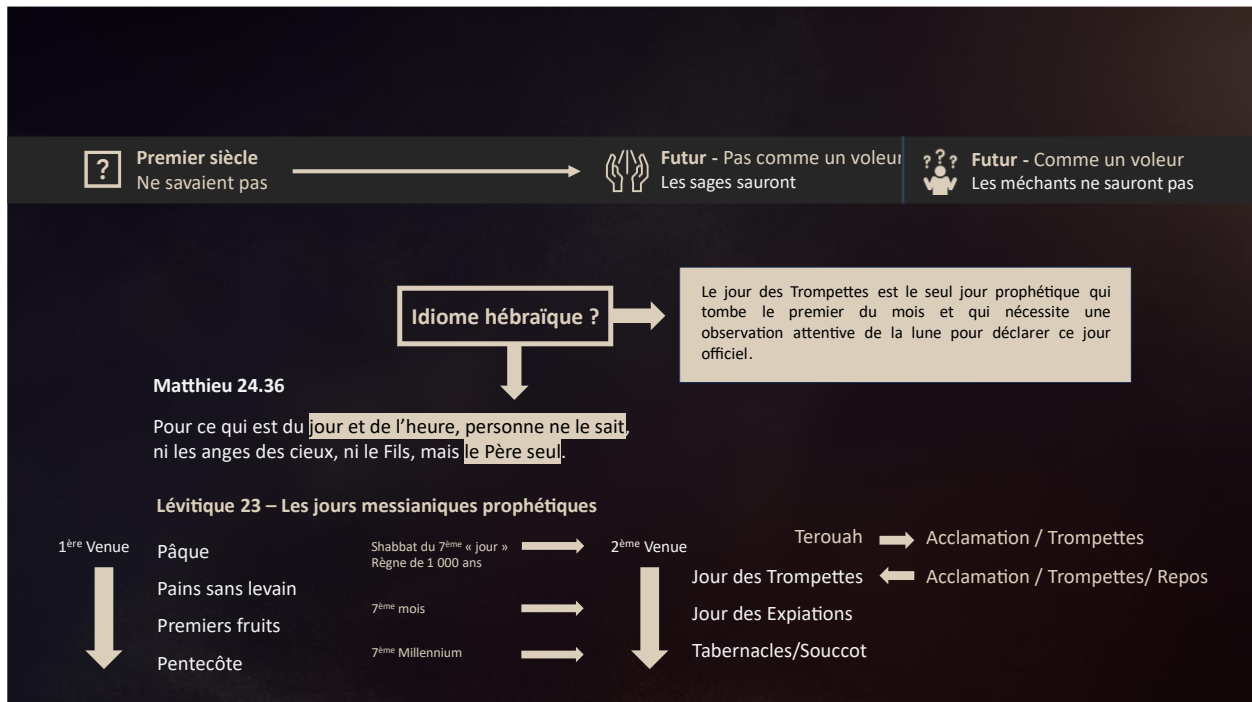 ?
Premier siècle
Ne savaient pas
Futur - Pas comme un voleur
Les sages sauront
? ? ?
Futur - Comme un voleur
Les méchants ne sauront pas
Idiome hébraïque ?
Le jour des Trompettes est le seul jour prophétique qui
tombe le premier du mois et qui nécessite une
observation attentive de la lune pour déclarer ce jour
officiel.
Matthieu 24.36
Pour ce qui est du jour et de l’heure, personne ne le sait,
ni les anges des cieux, ni le Fils, mais le Père seul.
Lévitique 23 – Les jours messianiques prophétiques
1ère Venue
Pâque
Pains sans levain
Premiers fruits
Pentecôte
Shabbat du 7ème « jour »
Règne de 1 000 ans
7ème mois
7ème Millennium
2ème Venue
Terouah
Acclamation / Trompettes
Jour des Trompettes
Acclamation / Trompettes/ Repos
Jour des Expiations
Tabernacles/Souccot